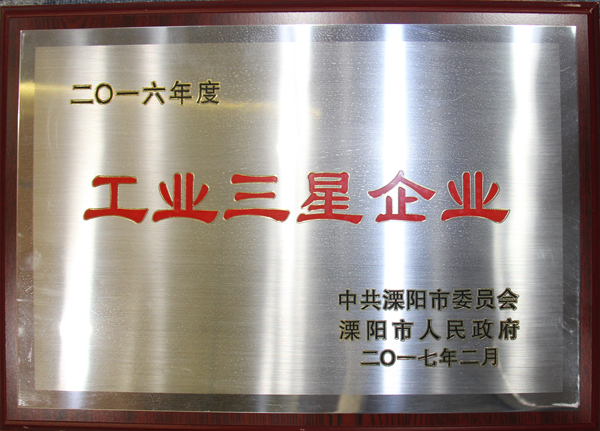 二〇一六年度
工业三星企业
中共溧阳市委员会
溧阳市人民政府
二〇一七年二月